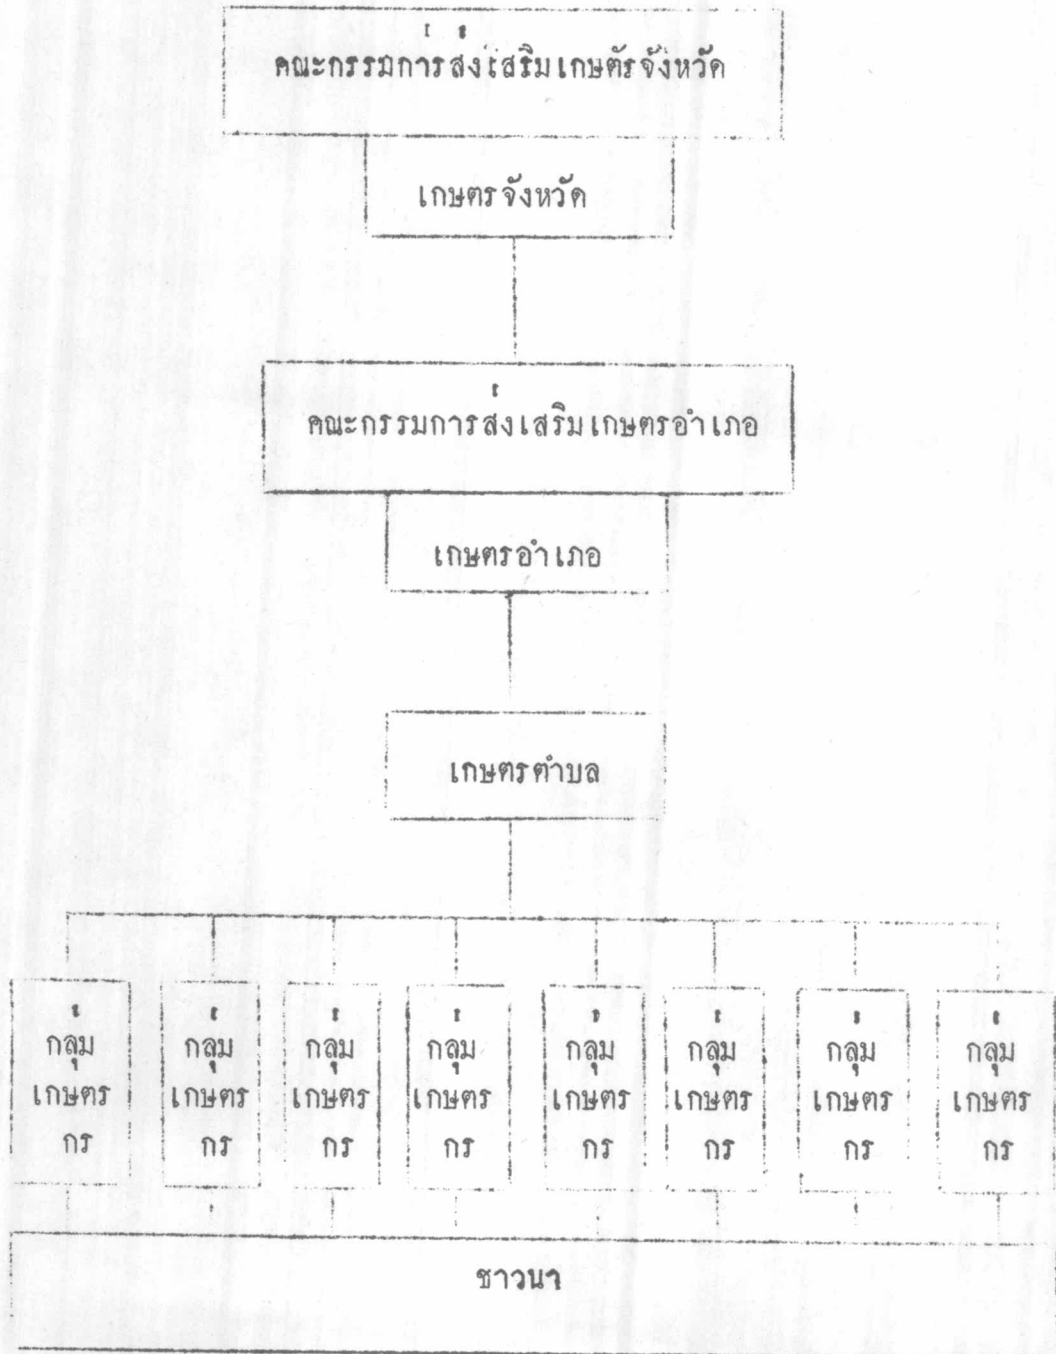 คณะกรรมการส่งเสริมเกษตรจังหวัด
เกษตรจังหวัด
คณะกรรมการส่งเสริมเกษตรอำเภอ
เกษตรอำเภอ
เกษตรตำบล
กลุ่ม
เกษตร
กร
กลุ่ม
เกษตร
กร
กลุ่ม
เกษตร
กร
กลุ่ม
เกษตร
กร
กลุ่ม
เกษตร
กร
กลุ่ม
เกษตร
กร
กลุ่ม
เกษตร
กร
กลุ่ม
เกษตร
กร
ชาวนา